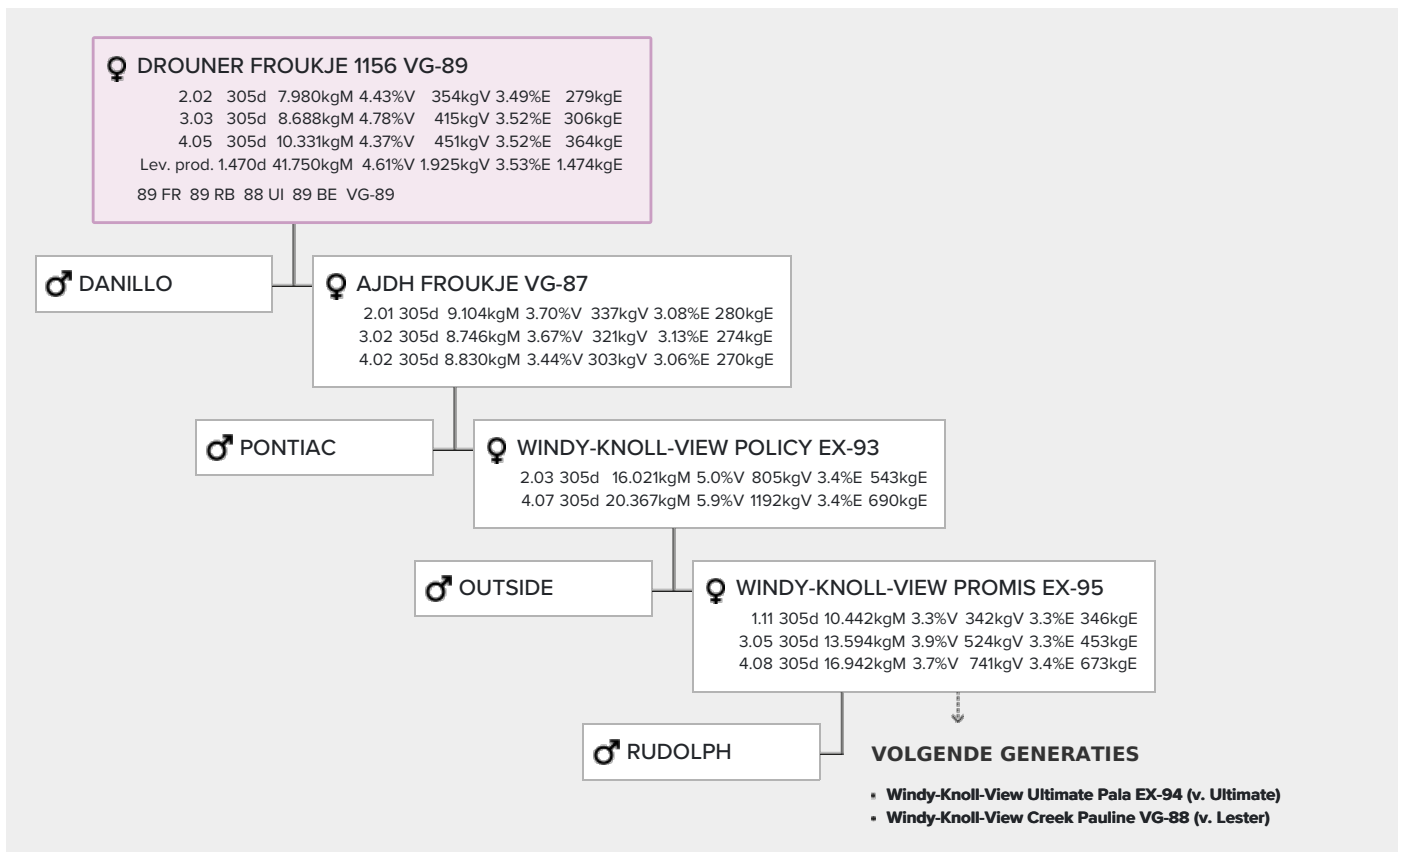 DROUNER FROUKJE 1156 VG-89
2.02 305d 7.980kgM 4.43%V 354kgV 3.49%E 279kgE
3.03 305d 8.688kgM 4.78%V 415kgV 3.52%E 306kgE
4.05 305d 10.331kgM 4.37%V 451kgV 3.52%E 364kgE
Lev. prod. 1.470d 41.750kgM 4.61%V 1.925kgV 3.53%E 1.474kgE
89 FR 89 RB 88 UI 89 BE VG-89
DANILLO
AJDH FROUKJE VG-87
2.01 305d 9.104kgM 3.70%V 337kgV 3.08%E 280kgE
3.02 305d 8.746kgM 3.67%V 321kgV 3.13%E 274kgE
4.02 305d 8.830kgM 3.44%V 303kgV 3.06%E 270kgE
PONTIAC
WINDY-KNOLL-VIEW POLICY EX-93
2.03 305d 16.021kgM 5.0%V 805kgV 3.4%E 543kgE
4.07 305d 20.367kgM 5.9%V 1192kgV 3.4%E 690kgE
OUTSIDE
WINDY-KNOLL-VIEW PROMIS EX-95
1.11 305d 10.442kgM 3.3%V 342kgV 3.3%E 346kgE
3.05 305d 13.594kgM 3.9%V 524kgV 3.3%E 453kgE
4.08 305d 16.942kgM 3.7%V 741kgV 3.4%E 673kgE
RUDOLPH
VOLGENDE GENERATIES
Windy-Knoll-View Ultimate Pala EX-94 (v. Ultimate)
Windy-Knoll-View Creek Pauline VG-88 (v. Lester)